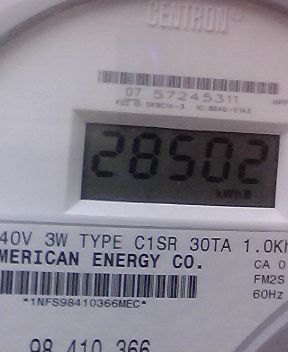 CENTRON
07 57245311
28502
kWh
40V 3W TYPE C1SR 30TA 1.0Kh
MERICAN ENERGY CO.
CA 0
FM2S
*1NFS98410366MEC*
60Hz
98 410 366